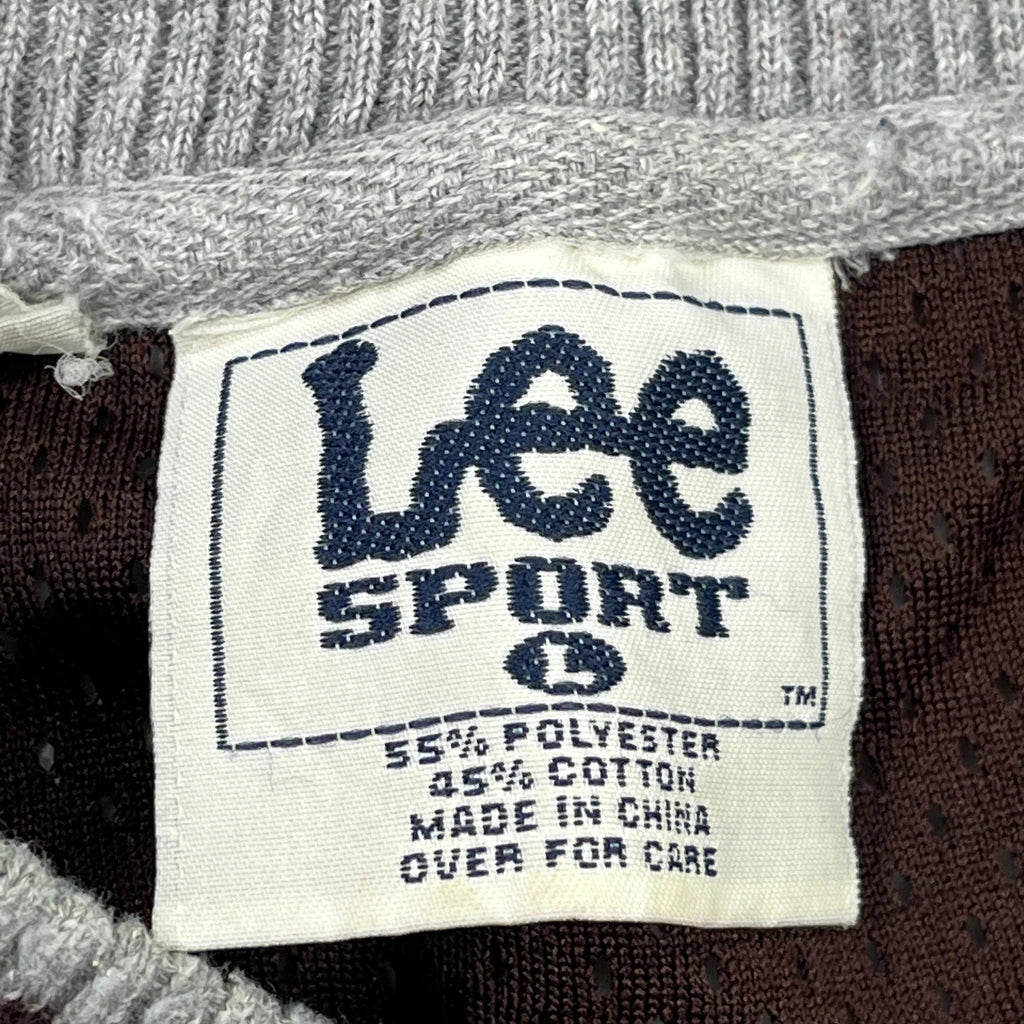 Lee
SPORT
L
TM
55% POLYESTER
45% COTTON
MADE IN CHINA
OVER FOR CARE